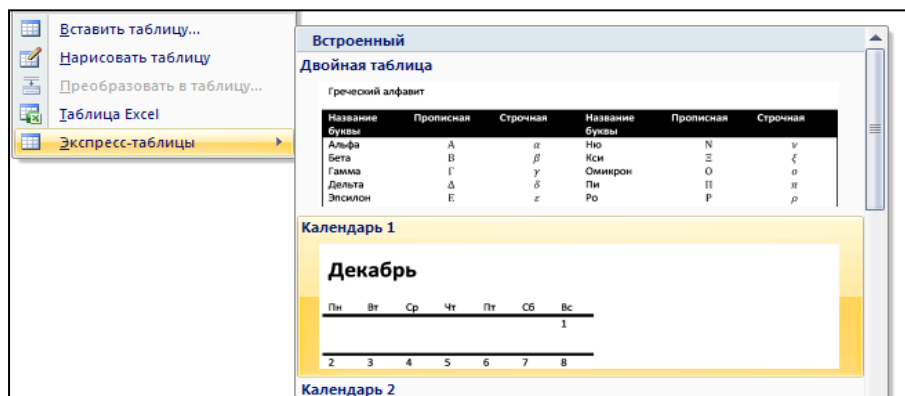 Вставить таблицу...
Нарисовать таблицу
Преобразовать в таблицу...
Таблица Excel
Экспресс-таблицы
Встроенный
Двойная таблица
Греческий алфавит
Название буквы Прописная Строчная Название буквы Прописная Строчная
Альфа Α α Ню Ν ν
Бета Β β Кси Ξ ξ
Гамма Γ γ Омикрон Ο ο
Дельта Δ δ Пи Π π
Эпсилон Ε ε Ро Ρ ρ
Календарь 1
Декабрь
Пн Вт Ср Чт Пт Сб Вс
1
2 3 4 5 6 7 8
Календарь 2